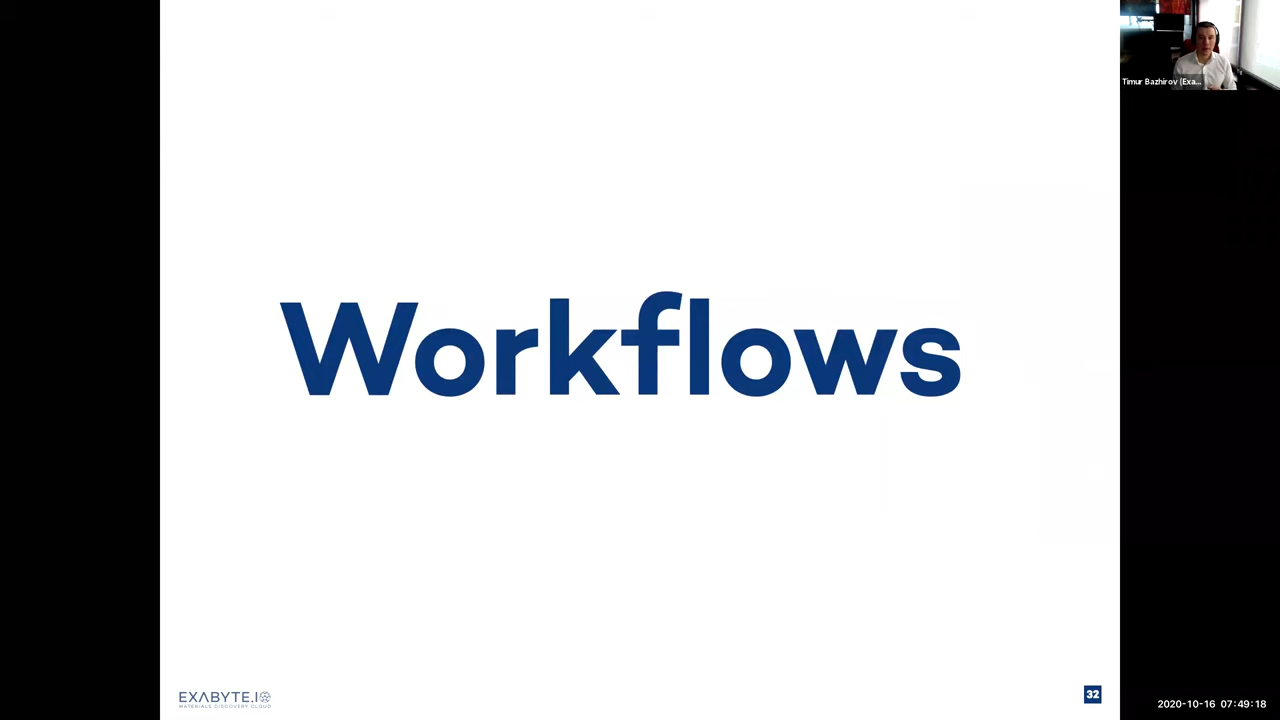 Timur Bazhirov (Exa...
Workflows
EXABYTE.IO
MATERIALS DISCOVERY CLOUD
32
2020-10-16 07:49:18